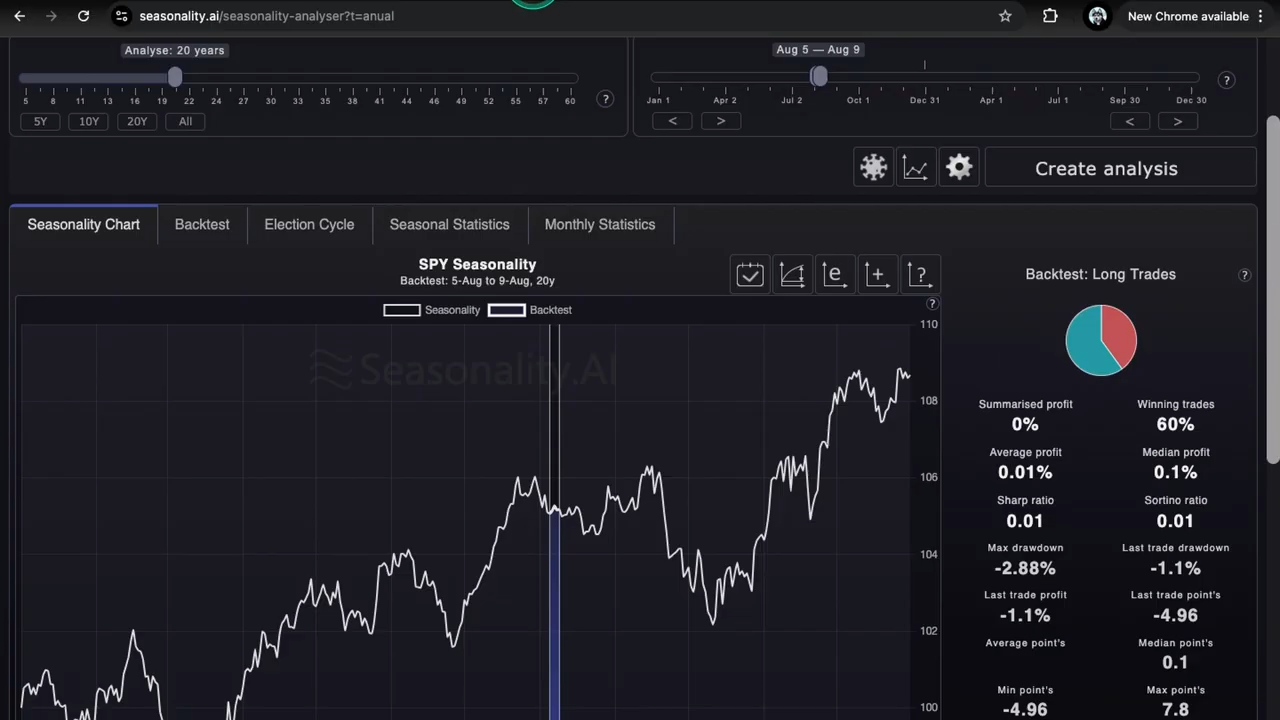 seasonality.ai/seasonality-analyser?t=anual
New Chrome available
Analyse: 20 years
5 8 11 13 16 19 22 24 27 30 33 35 38 41 44 46 49 52 55 57 60
?
5Y 10Y 20Y All
Aug 5 — Aug 9
Jan 1 Apr 2 Jul 2 Oct 1 Dec 31 Apr 1 Jul 1 Sep 30 Dec 30
?
< > < >
Create analysis
Seasonality Chart Backtest Election Cycle Seasonal Statistics Monthly Statistics
SPY Seasonality
Backtest: 5-Aug to 9-Aug, 20y
e + ?
?
Seasonality Backtest
Seasonality.AI
110
108
106
104
102
100
Backtest: Long Trades
?
Summarised profit Winning trades
0% 60%
Average profit Median profit
0.01% 0.1%
Sharp ratio Sortino ratio
0.01 0.01
Max drawdown Last trade drawdown
-2.88% -1.1%
Last trade profit Last trade point's
-1.1% -4.96
Average point's Median point's
0.1
Min point's Max point's
-4.96 7.8